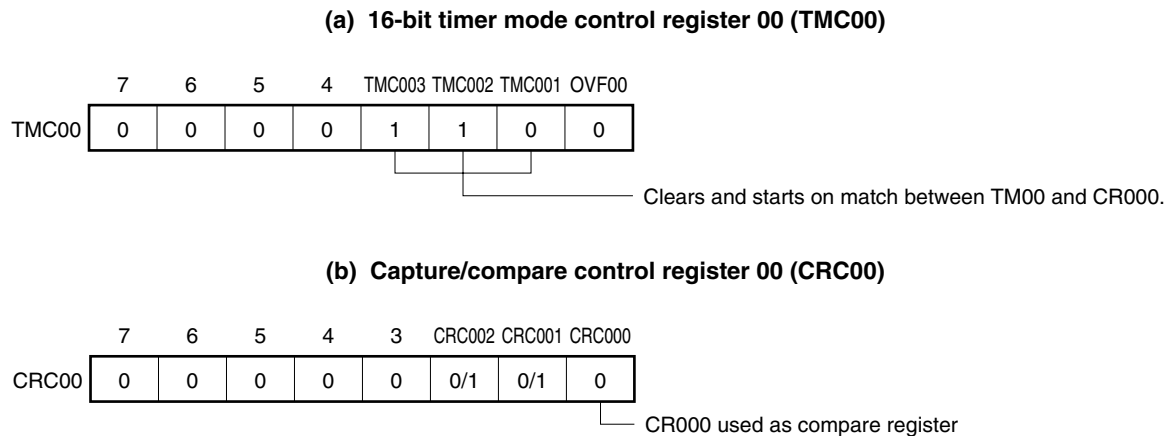 (a) 16-bit timer mode control register 00 (TMC00)
7 6 5 4 TMC003 TMC002 TMC001 OVF00
TMC00 0 0 0 0 1 1 0 0
Clears and starts on match between TM00 and CR000.
(b) Capture/compare control register 00 (CRC00)
7 6 5 4 3 CRC002 CRC001 CRC000
CRC00 0 0 0 0 0 0/1 0/1 0
CR000 used as compare register